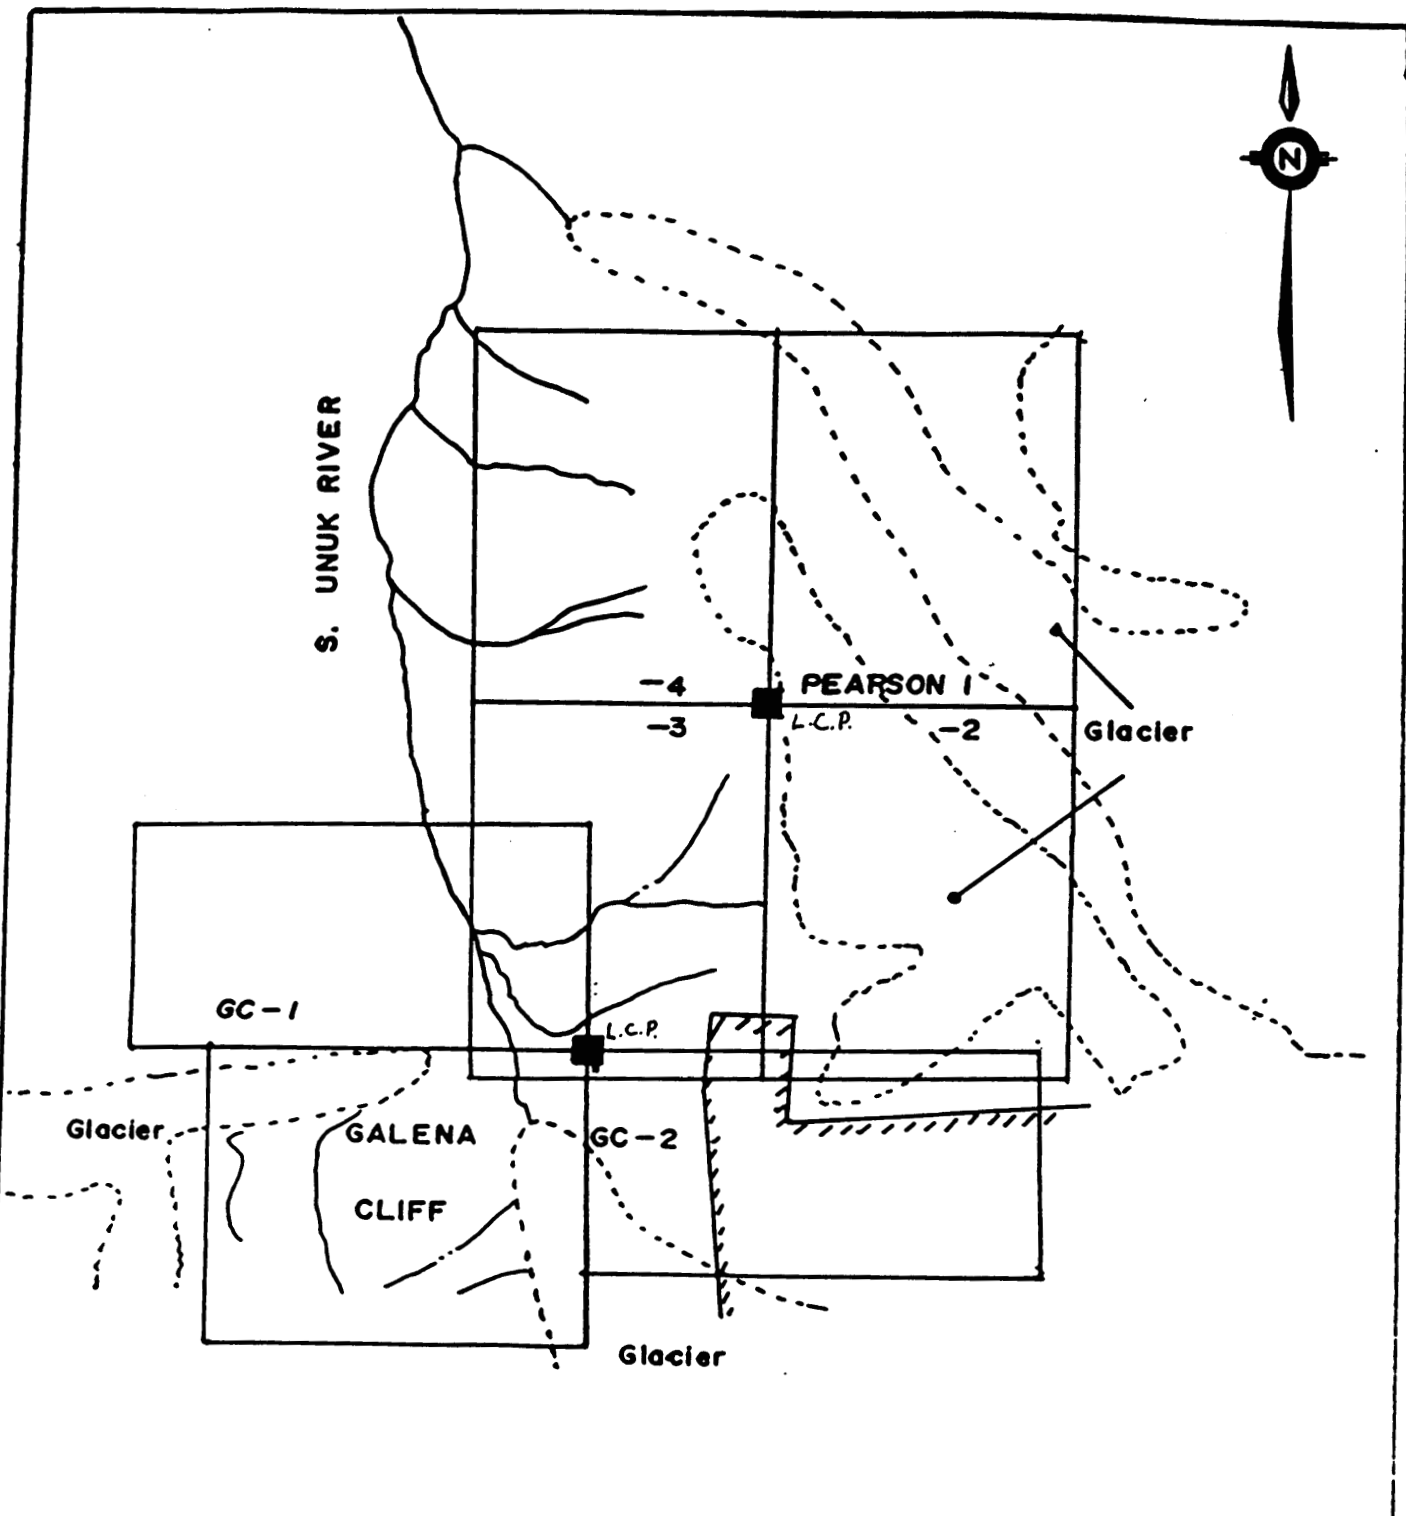 N
S. UNUK RIVER
-4
PEARSON 1
-3
L.C.P.
-2
Glacier
GC-1
L.C.P.
Glacier
GALENA
GC-2
CLIFF
Glacier